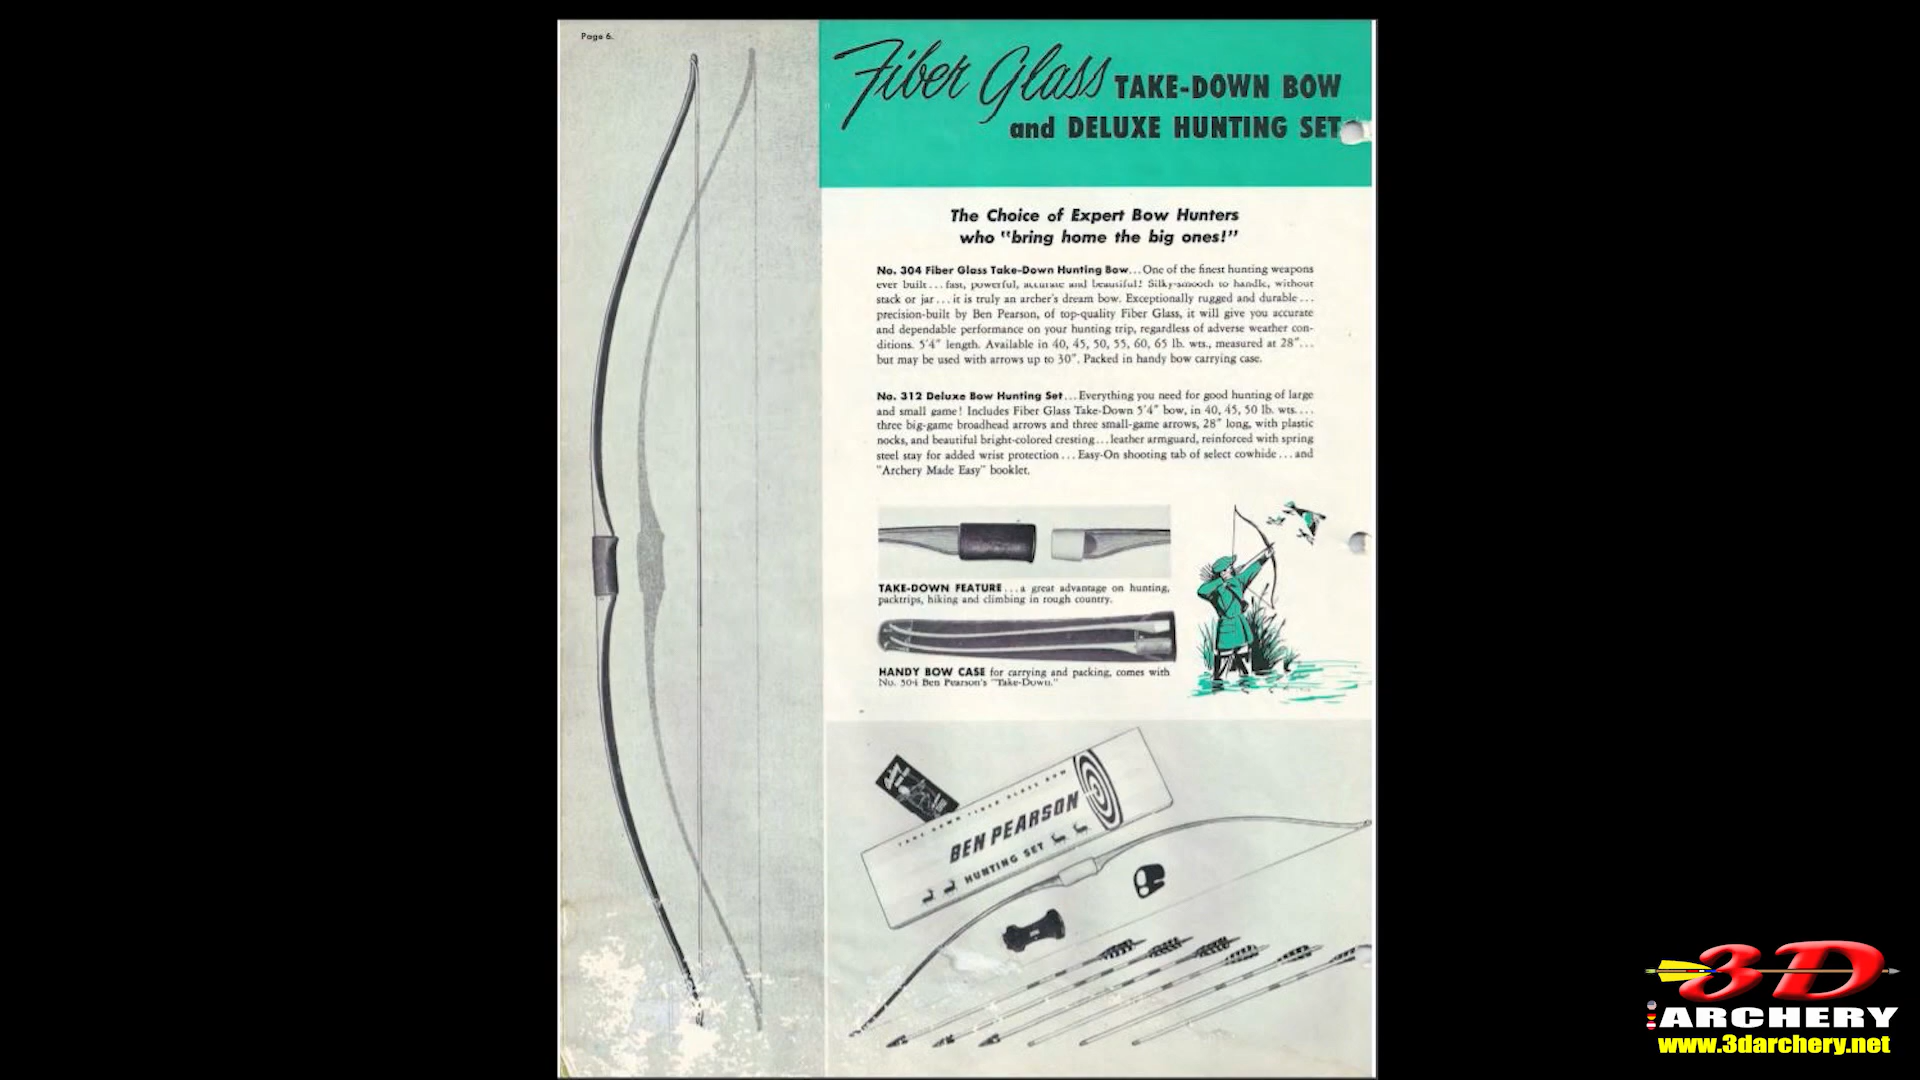 Page 6.
Fiber Glass TAKE-DOWN BOW
and DELUXE HUNTING SET
The Choice of Expert Bow Hunters
who "bring home the big ones!"
No. 304 Fiber Glass Take-Down Hunting Bow...One of the finest hunting weapons
ever built...fast, powerful, accurate and beautiful! Silky-smooth to handle, without
stack or jar...it is truly an archer's dream bow. Exceptionally rugged and durable...
precision-built by Ben Pearson, of top-quality Fiber Glass, it will give you accurate
and dependable performance on your hunting trip, regardless of adverse weather con-
ditions. 5'4" length. Available in 40, 45, 50, 55, 60, 65 lb. wts., measured at 28"...
but may be used with arrows up to 30". Packed in handy bow carrying case.
No. 312 Deluxe Bow Hunting Set...Everything you need for good hunting of large
and small game! Includes Fiber Glass Take-Down 5'4" bow, in 40, 45, 50 lb. wts....
three big-game broadhead arrows and three small-game arrows, 28" long, with plastic
nocks, and beautiful bright-colored cresting...leather armguard, reinforced with spring
steel stay for added wrist protection...Easy-On shooting tab of select cowhide...and
"Archery Made Easy" booklet.
TAKE-DOWN FEATURE...a great advantage on hunting,
packtrips, hiking and climbing in rough country.
HANDY BOW CASE for carrying and packing, comes with
No. 304 Ben Pearson's "Take-Down."
TAKE DOWN FIBER GLASS BOW
BEN PEARSON
HUNTING SET
3D
ARCHERY
www.3darchery.net